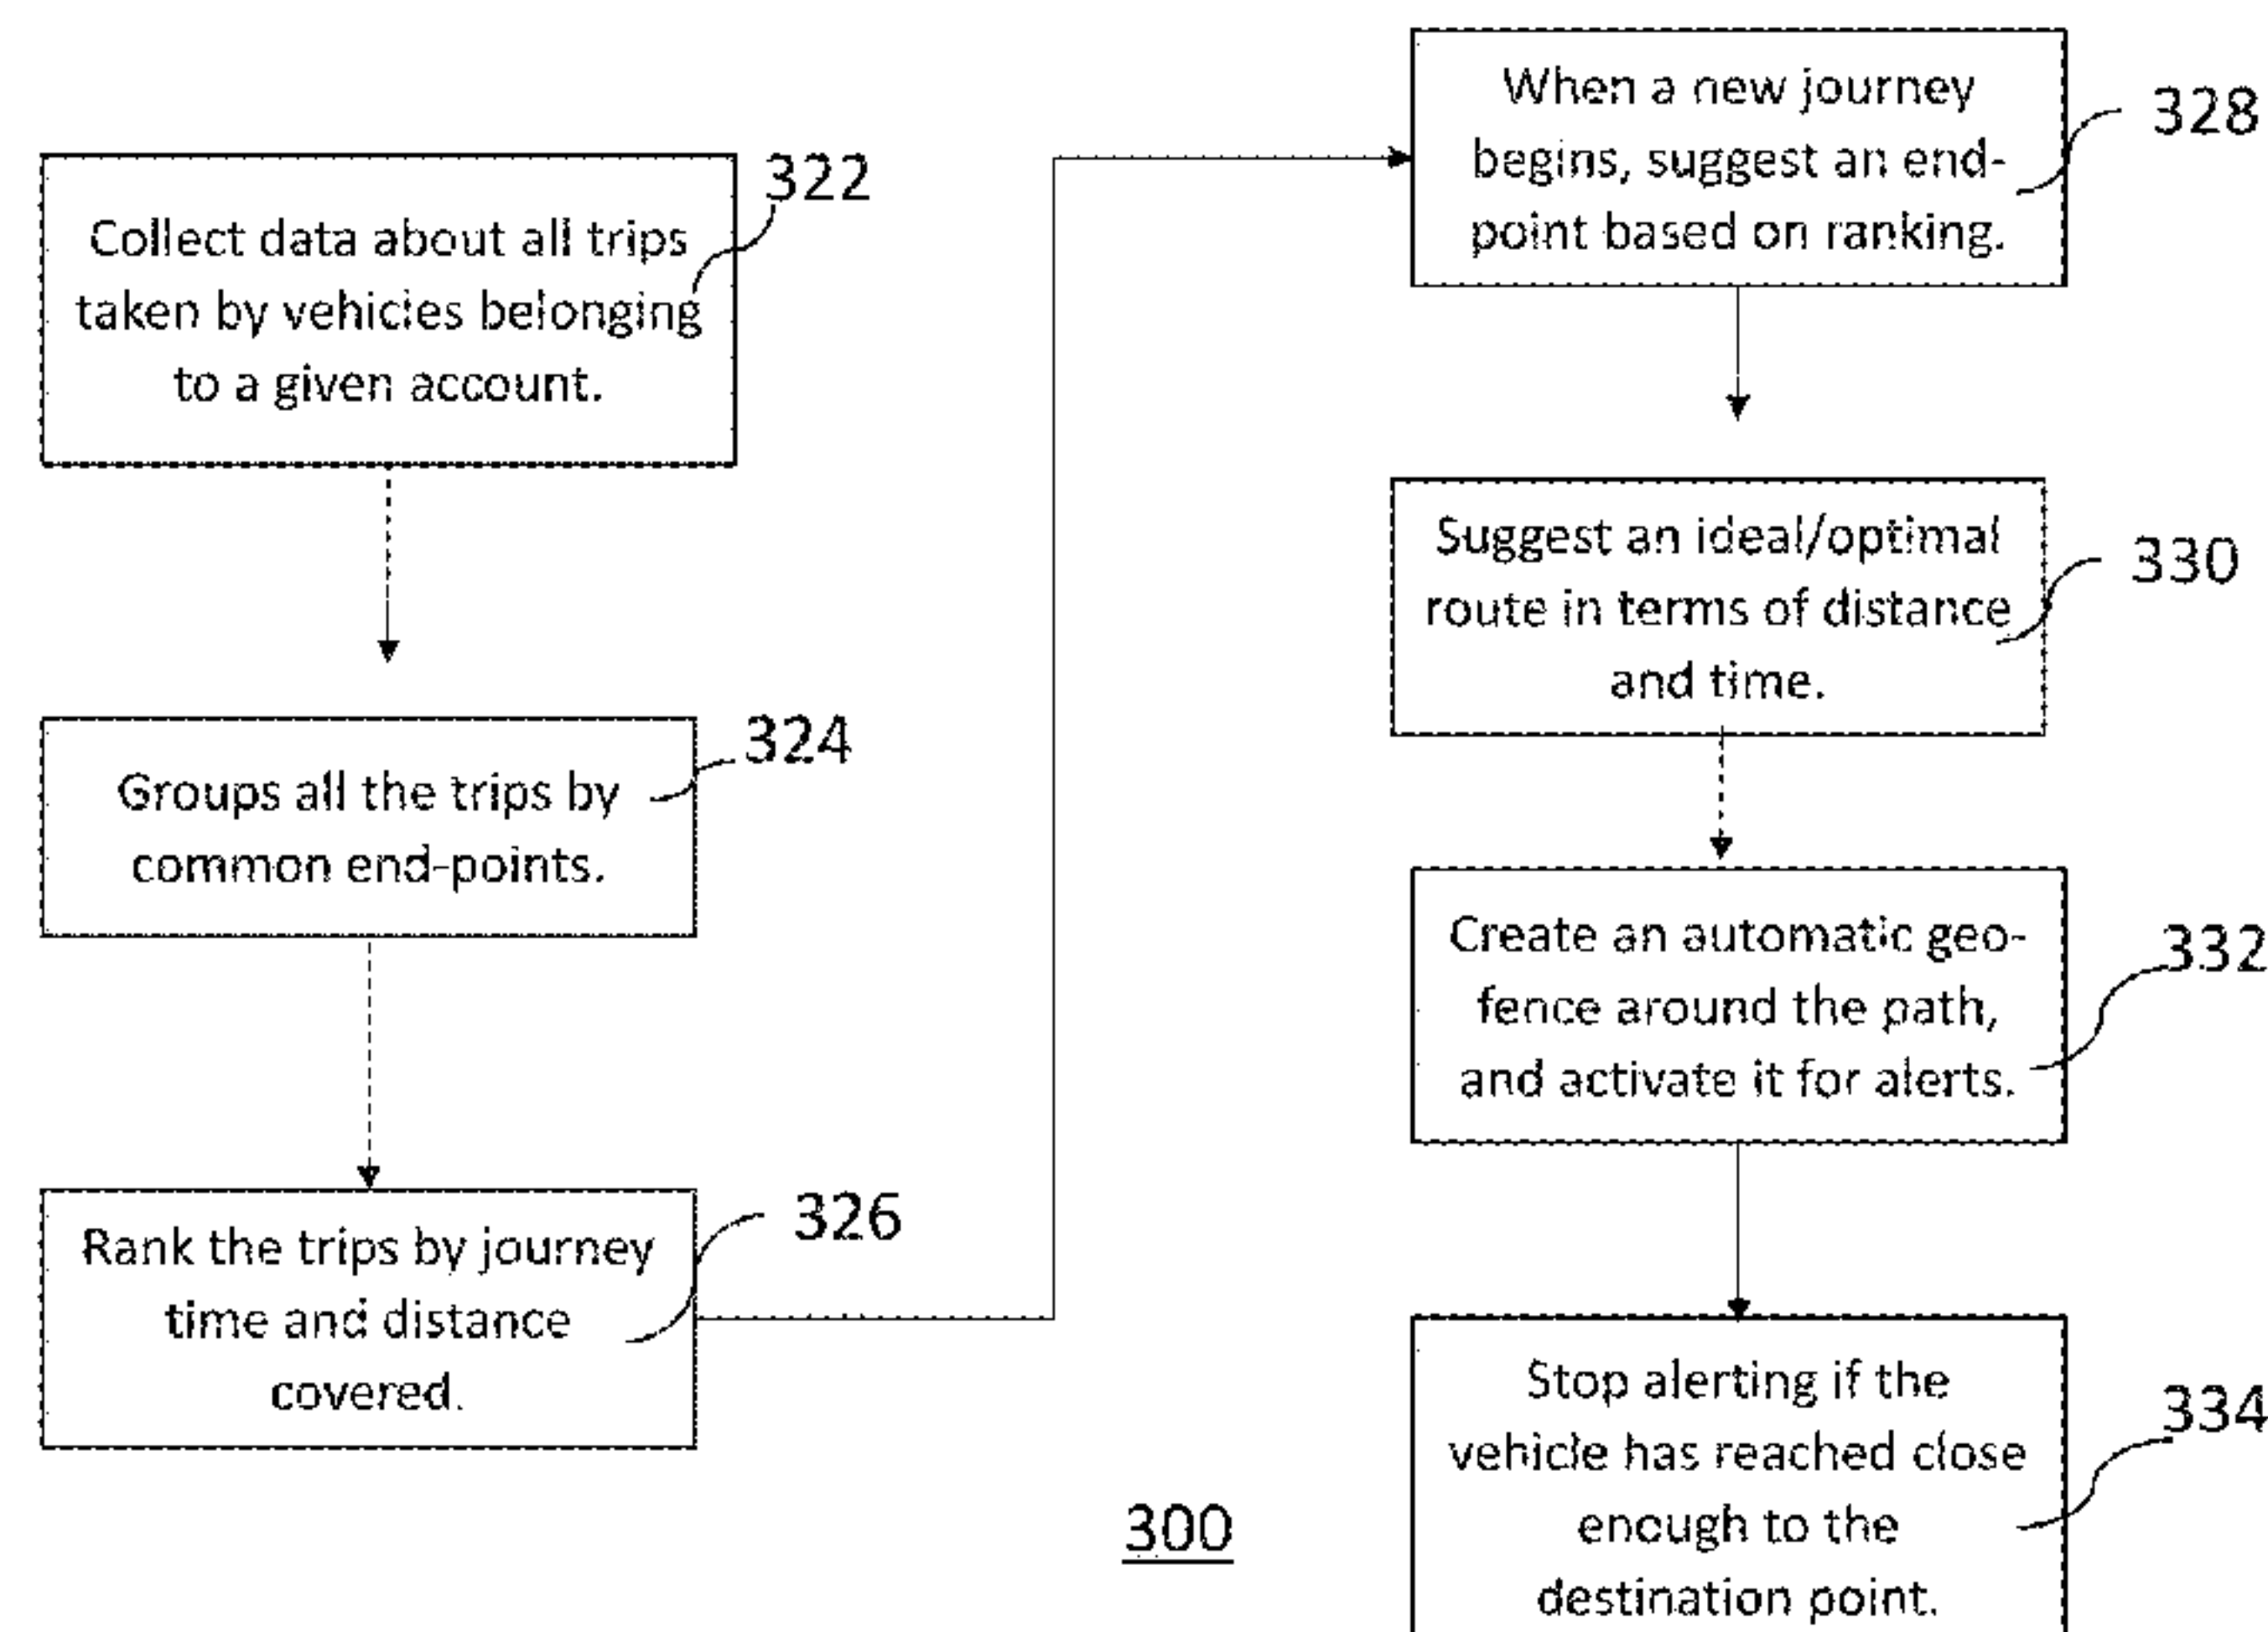 322
Collect data about all trips
taken by vehicles belonging
to a given account.
324
Groups all the trips by
common end-points.
326
Rank the trips by journey
time and distance
covered.
328
When a new journey
begins, suggest an end-
point based on ranking.
330
Suggest an ideal/optimal
route in terms of distance
and time.
332
Create an automatic geo-
fence around the path,
and activate it for alerts.
334
Stop alerting if the
vehicle has reached close
enough to the
destination point.
300